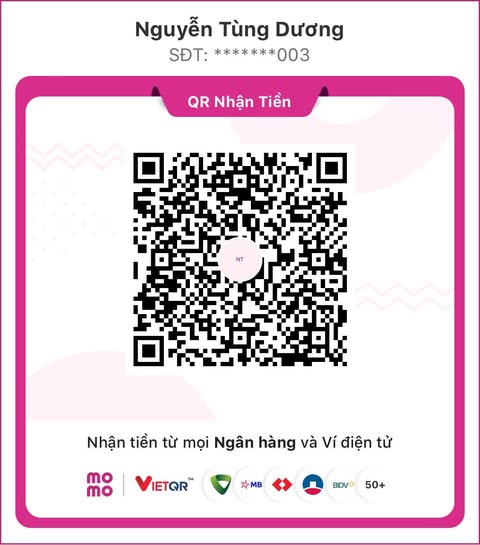 Nguyễn Tùng Dương
SĐT: *******003
QR Nhận Tiền
NT
Nhận tiền từ mọi Ngân hàng và Ví điện tử
mo
mo
VIETQR™
MB
BIDV
50+